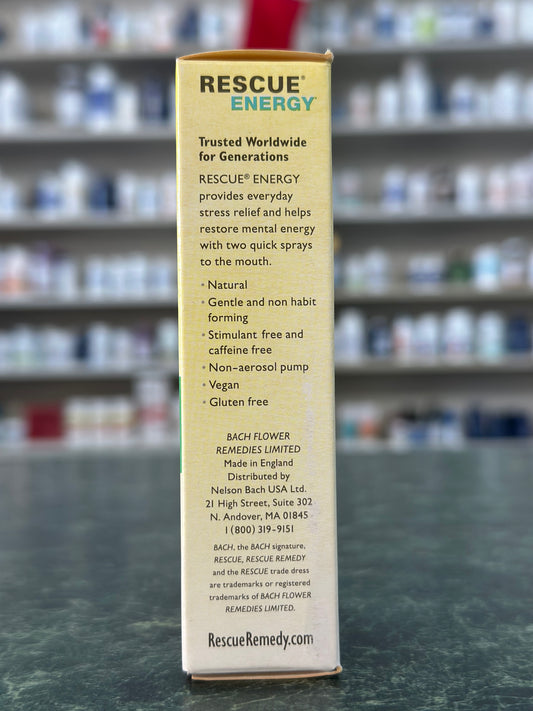 RESCUE®
ENERGY
Trusted Worldwide
for Generations
RESCUE® ENERGY
provides everyday
stress relief and helps
restore mental energy
with two quick sprays
to the mouth.
• Natural
• Gentle and non habit
forming
• Stimulant free and
caffeine free
• Non-aerosol pump
• Vegan
• Gluten free
BACH FLOWER
REMEDIES LIMITED
Made in England
Distributed by
Nelson Bach USA Ltd.
21 High Street, Suite 302
N. Andover, MA 01845
1 (800) 319-9151
BACH, the BACH signature,
RESCUE, RESCUE REMEDY
and the RESCUE trade dress
are trademarks or registered
trademarks of BACH FLOWER
REMEDIES LIMITED.
RescueRemedy.com